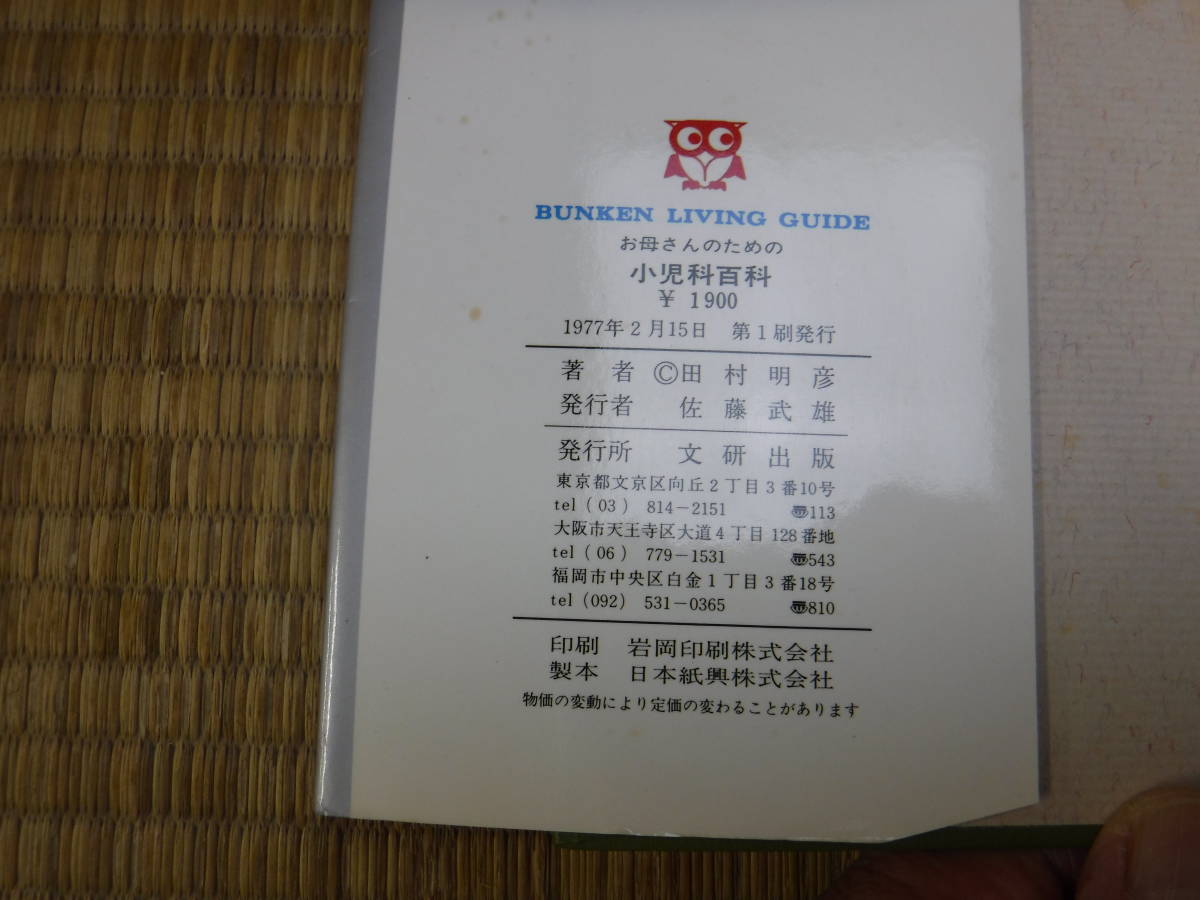 BUNKEN LIVING GUIDE
お母さんのための
小児科百科
¥ 1900
1977年2月15日 第1刷発行
著 者 ©田 村 明 彦
発行者 佐 藤 武 雄
発行所 文 研 出 版
東京都文京区向丘2丁目3番10号
tel (03) 814-2151 〠113
大阪市天王寺区大道4丁目128番地
tel (06) 779-1531 〠543
福岡市中央区白金1丁目3番18号
tel (092) 531-0365 〠810
印刷 岩岡印刷株式会社
製本 日本紙興株式会社
物価の変動により定価の変わることがあります